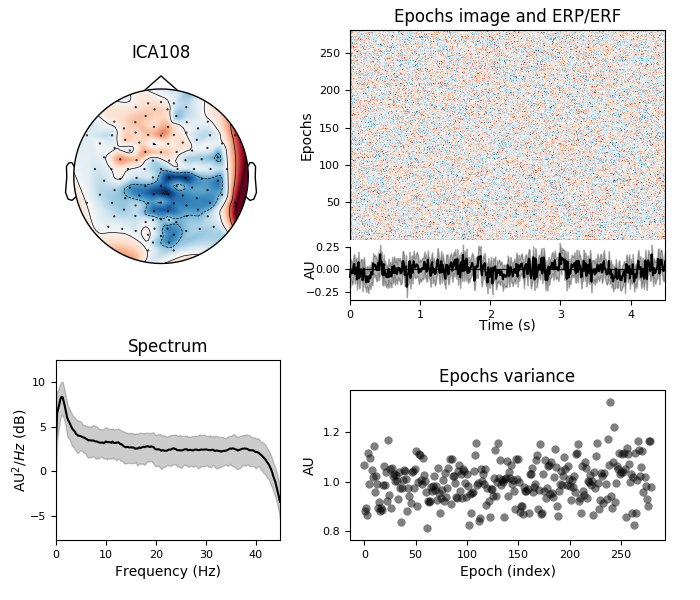 ICA108
Epochs image and ERP/ERF
Epochs
250
200
150
100
50
AU
0.25
0.00
−0.25
0 1 2 3 4
Time (s)
Spectrum
AU²/Hz (dB)
10
5
0
−5
0 10 20 30 40
Frequency (Hz)
Epochs variance
AU
1.2
1.0
0.8
0 50 100 150 200 250
Epoch (index)